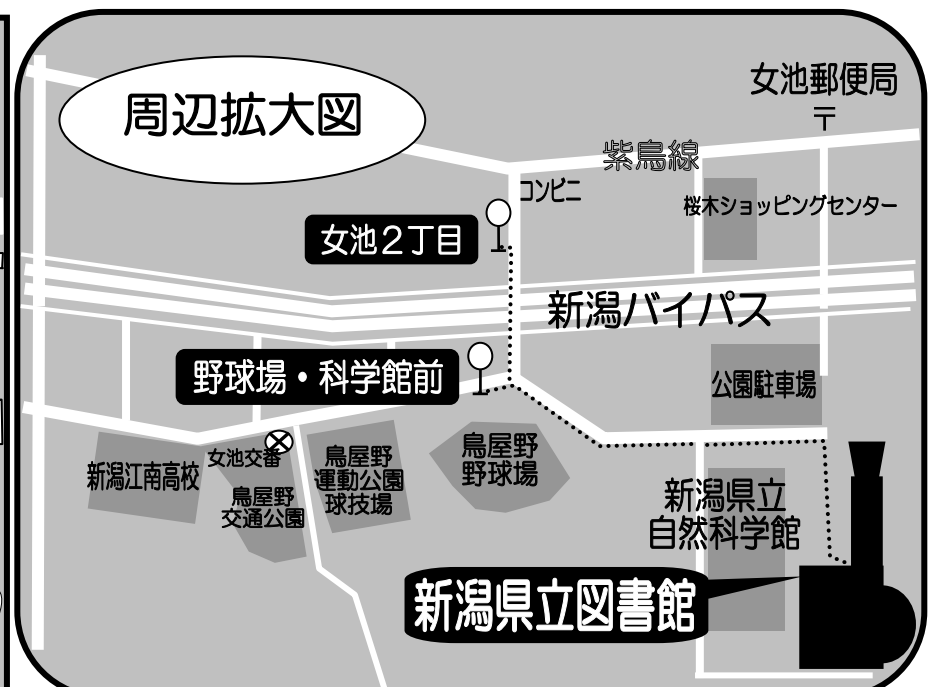 周辺拡大図
女池郵便局
〒
紫鳥線
コンビニ
桜木ショッピングセンター
女池2丁目
新潟バイパス
野球場・科学館前
公園駐車場
女池交番
新潟江南高校
鳥屋野
交通公園
鳥屋野
運動公園
球技場
鳥屋野
野球場
新潟県立
自然科学館
新潟県立図書館